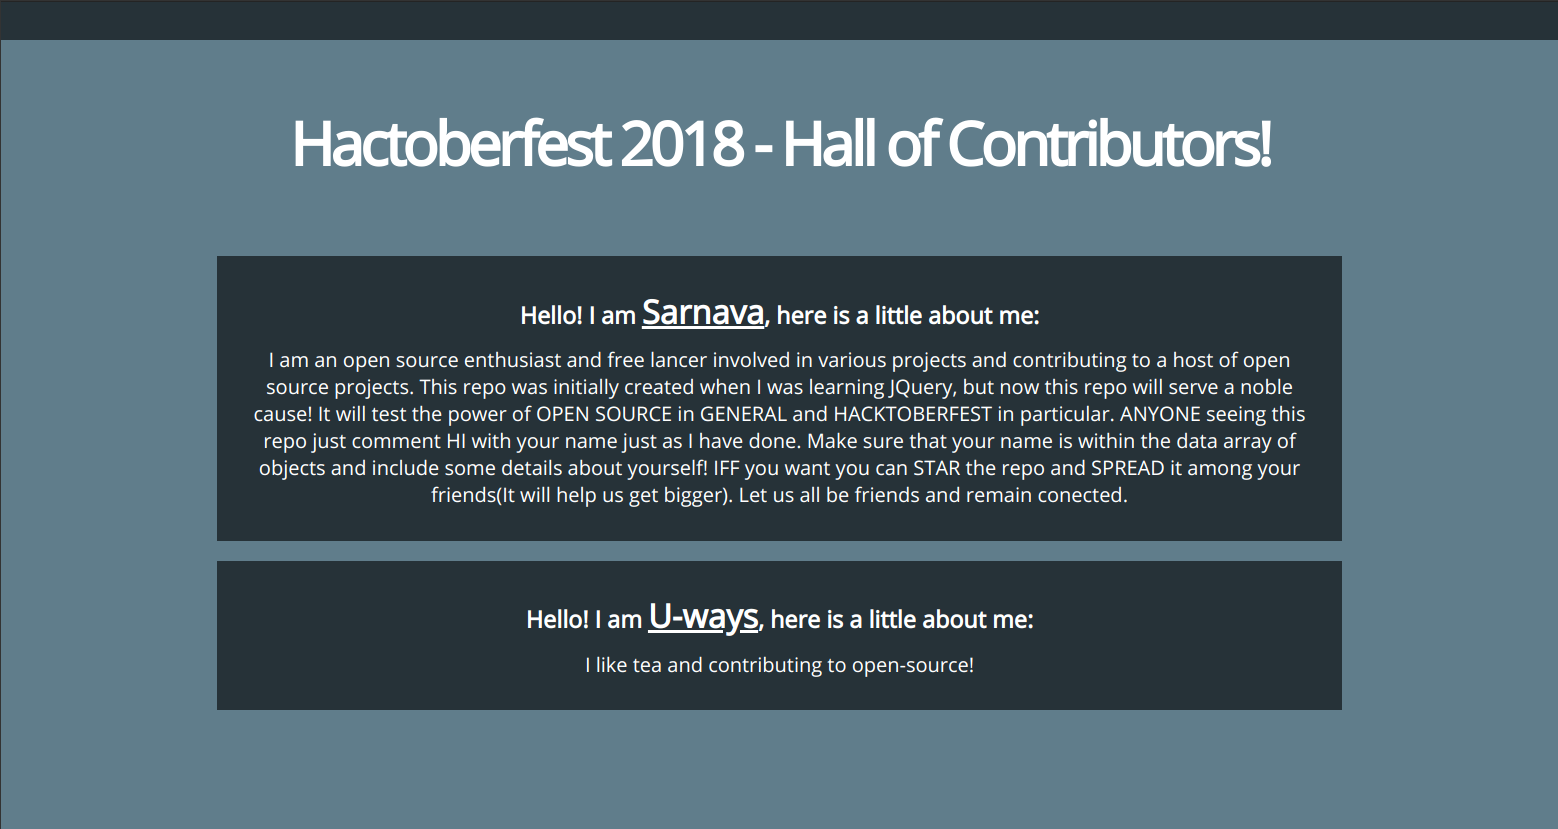 Hactoberfest 2018 - Hall of Contributors!
Hello! I am Sarnava, here is a little about me:
I am an open source enthusiast and free lancer involved in various projects and contributing to a host of open
source projects. This repo was initially created when I was learning JQuery, but now this repo will serve a noble
cause! It will test the power of OPEN SOURCE in GENERAL and HACKTOBERFEST in particular. ANYONE seeing this
repo just comment HI with your name just as I have done. Make sure that your name is within the data array of
objects and include some details about yourself! IFF you want you can STAR the repo and SPREAD it among your
friends(It will help us get bigger). Let us all be friends and remain conected.
Hello! I am U-ways, here is a little about me:
I like tea and contributing to open-source!